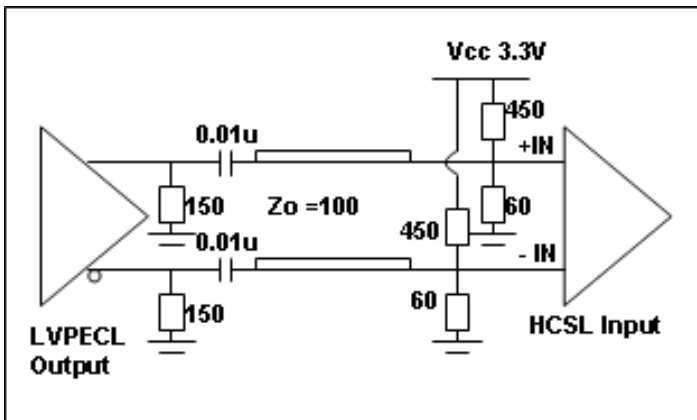 Vcc 3.3V
450
0.01u
+IN
150
Zo =100
60
450
0.01u
- IN
150
60
LVPECL
Output
HCSL Input